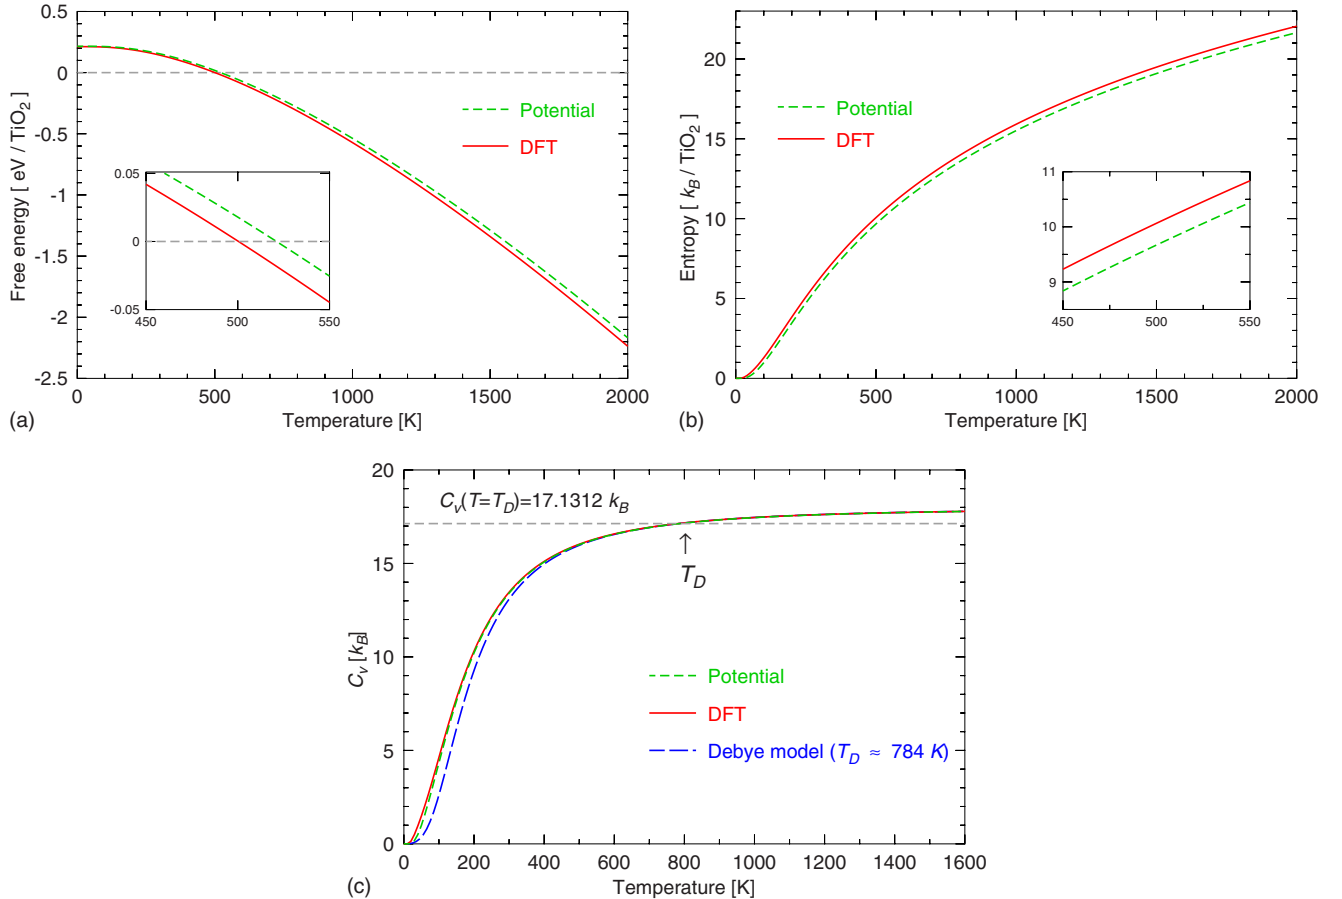 0.5
0
-0.5
-1
-1.5
-2
-2.5
Free energy [ eV / TiO2 ]
Potential
DFT
0.05
0
-0.05
450 500 550
0 500 1000 1500 2000
(a) Temperature [K]
20
15
10
5
0
Entropy [ kB / TiO2 ]
Potential
DFT
11
10
9
450 500 550
0 500 1000 1500 2000
(b) Temperature [K]
20
15
10
5
0
Cv [kB]
Cv(T=TD)=17.1312 kB
↑
TD
Potential
DFT
Debye model (TD ≈ 784 K)
0 200 400 600 800 1000 1200 1400 1600
(c) Temperature [K]